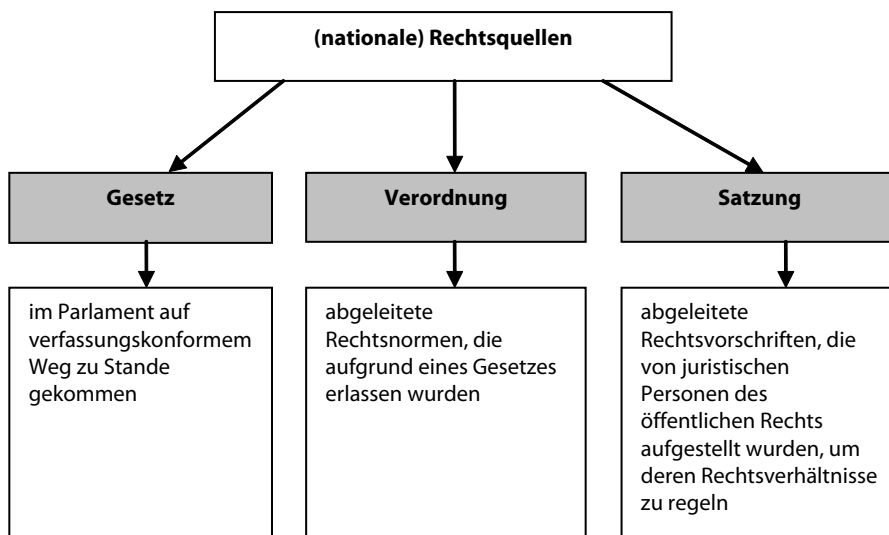 (nationale) Rechtsquellen
Gesetz
Verordnung
Satzung
im Parlament auf
verfassungskonformem
Weg zu Stande
gekommen
abgeleitete
Rechtsnormen, die
aufgrund eines Gesetzes
erlassen wurden
abgeleitete
Rechtsvorschriften, die
von juristischen
Personen des
öffentlichen Rechts
aufgestellt wurden, um
deren Rechtsverhältnisse
zu regeln